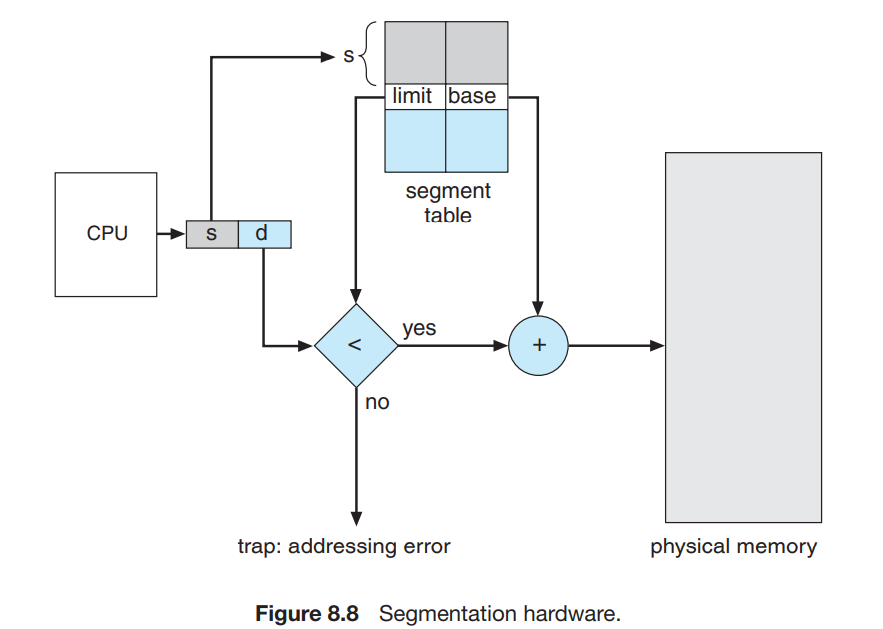 s
limit base
segment
table
CPU
s d
yes
<
+
no
trap: addressing error
physical memory
Figure 8.8 Segmentation hardware.